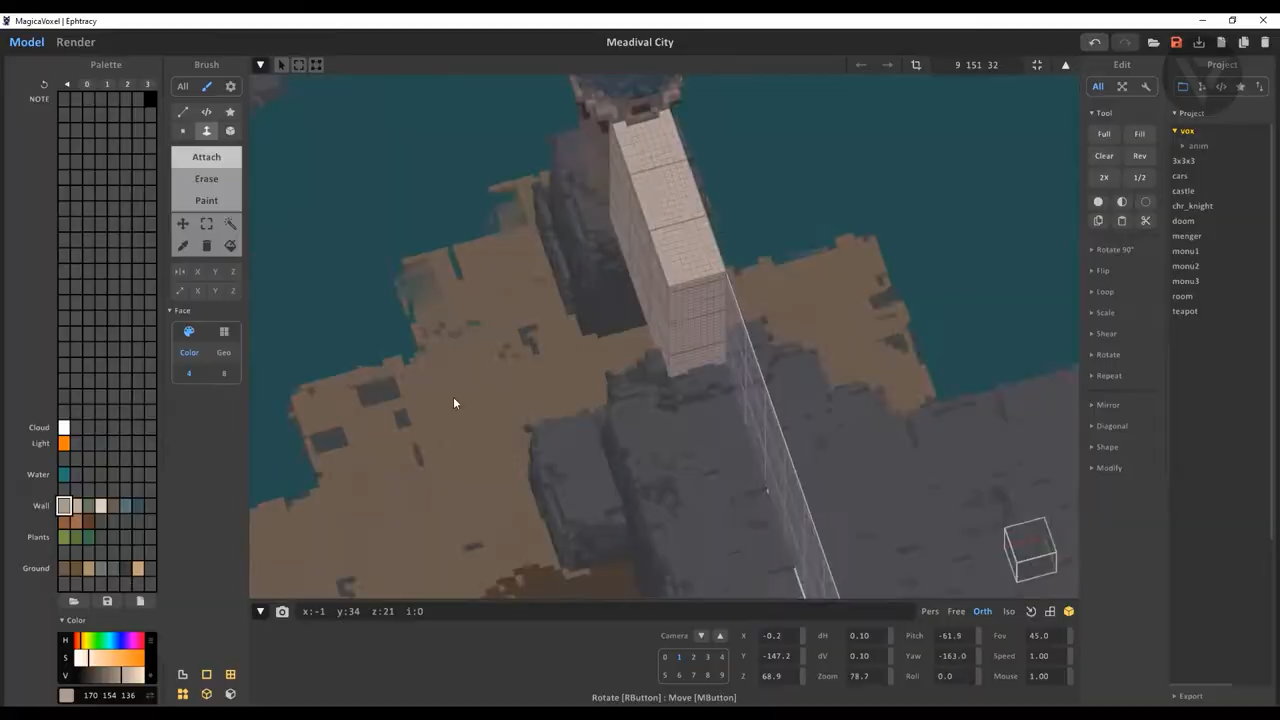 MagicaVoxel | Ephtracy
Model
Render
Meadival City
Palette
Brush
9 151 32
Edit
Project
0 1 2 3
All
All
NOTE
Tool
Project
vox
Full
Fill
anim
Attach
Clear
Rev
3x3x3
Erase
2X
1/2
cars
Paint
castle
chr_knight
doom
menger
Rotate 90°
monu1
X Y Z
Flip
monu2
X Y Z
Loop
monu3
Face
Scale
room
Shear
teapot
Color
Geo
Rotate
4
8
Repeat
Mirror
Cloud
Diagonal
Light
Shape
Water
Modify
Wall
Plants
Ground
x:-1 y:34 z:21 i:0
Pers Free Orth Iso
Color
Camera
X -0.2 dH 0.10 Pitch -61.9 Fov 45.0
H
0 1 2 3 4
Y -147.2 dV 0.10 Yaw -163.0 Speed 1.00
S
5 6 7 8 9
Z 68.9 Zoom 78.7 Roll 0.0 Mouse 1.00
V
170 154 136
Rotate [RButton] : Move [MButton]
Export